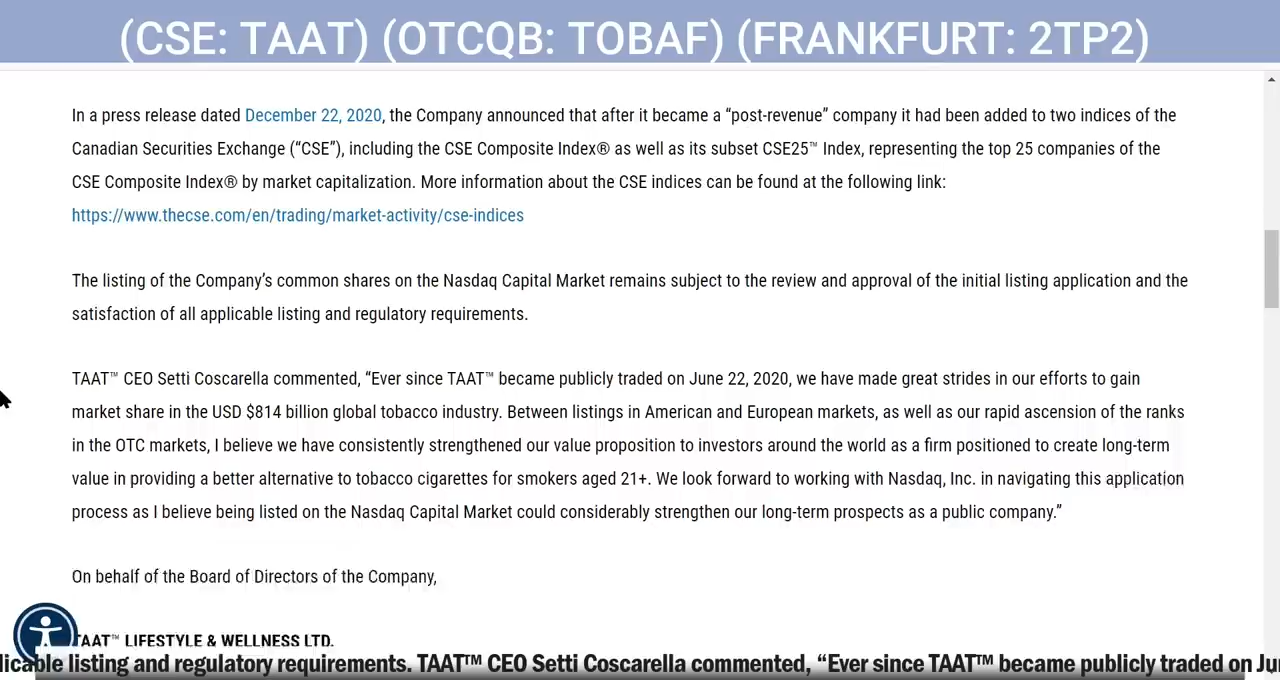 (CSE: TAAT) (OTCQB: TOBAF) (FRANKFURT: 2TP2)
In a press release dated December 22, 2020, the Company announced that after it became a “post-revenue” company it had been added to two indices of the
Canadian Securities Exchange (“CSE”), including the CSE Composite Index® as well as its subset CSE25™ Index, representing the top 25 companies of the
CSE Composite Index® by market capitalization. More information about the CSE indices can be found at the following link:
https://www.thecse.com/en/trading/market-activity/cse-indices
The listing of the Company’s common shares on the Nasdaq Capital Market remains subject to the review and approval of the initial listing application and the
satisfaction of all applicable listing and regulatory requirements.
TAAT™ CEO Setti Coscarella commented, “Ever since TAAT™ became publicly traded on June 22, 2020, we have made great strides in our efforts to gain
market share in the USD $814 billion global tobacco industry. Between listings in American and European markets, as well as our rapid ascension of the ranks
in the OTC markets, I believe we have consistently strengthened our value proposition to investors around the world as a firm positioned to create long-term
value in providing a better alternative to tobacco cigarettes for smokers aged 21+. We look forward to working with Nasdaq, Inc. in navigating this application
process as I believe being listed on the Nasdaq Capital Market could considerably strengthen our long-term prospects as a public company.”
On behalf of the Board of Directors of the Company,
TAAT™ LIFESTYLE & WELLNESS LTD.
licable listing and regulatory requirements. TAAT™ CEO Setti Coscarella commented, “Ever since TAAT™ became publicly traded on Ju